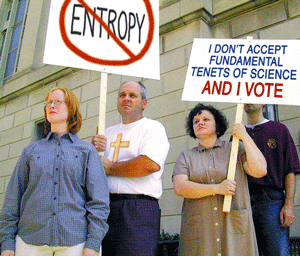 ENTROPY
I DON'T ACCEPT
FUNDAMENTAL
TENETS OF SCIENCE
AND I VOTE